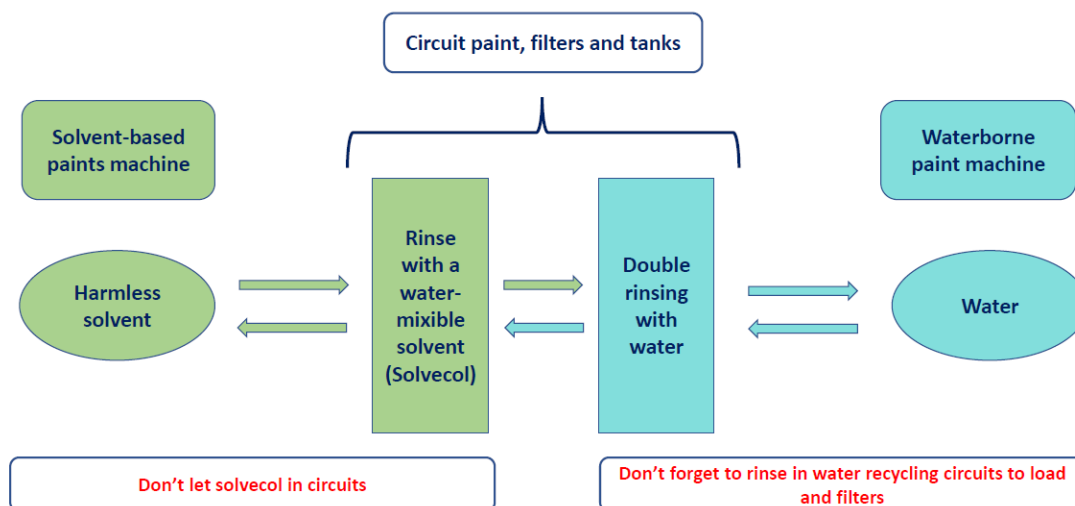 Circuit paint, filters and tanks
Solvent-based
paints machine
Waterborne
paint machine
Harmless
solvent
Rinse
with a
water-
mixible
solvent
(Solvecol)
Double
rinsing
with
water
Water
Don't let solvecol in circuits
Don't forget to rinse in water recycling circuits to load
and filters